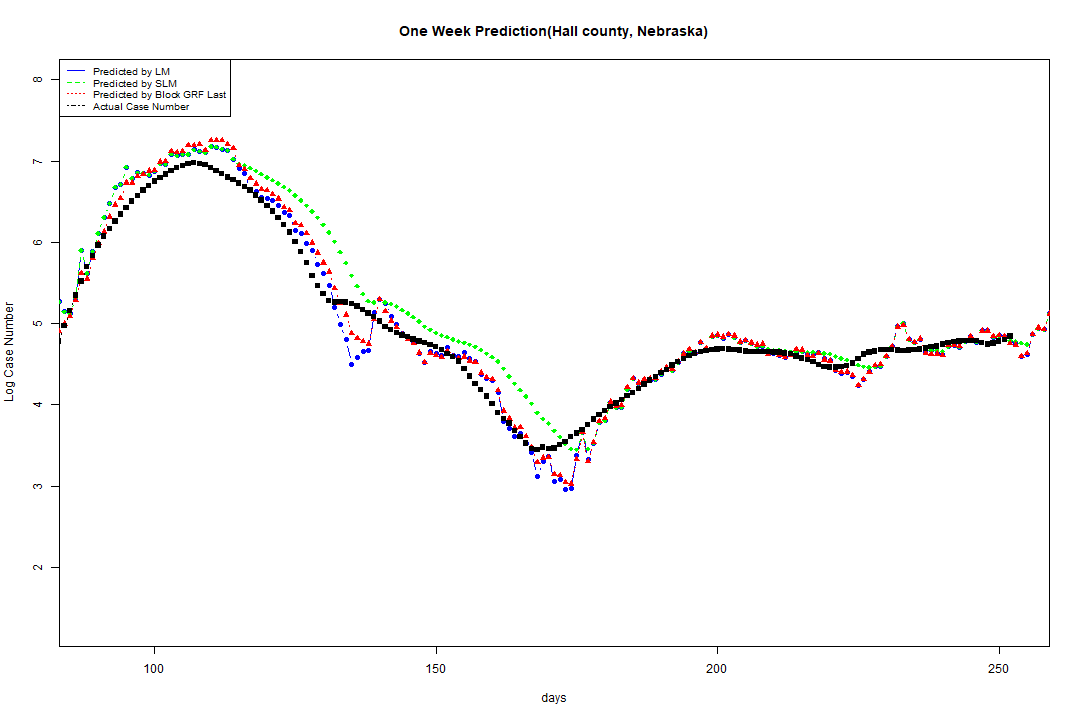 One Week Prediction(Hall county, Nebraska)
Predicted by LM
Predicted by SLM
Predicted by Block GRF Last
Actual Case Number
8
7
6
5
4
3
2
Log Case Number
100
150
200
250
days